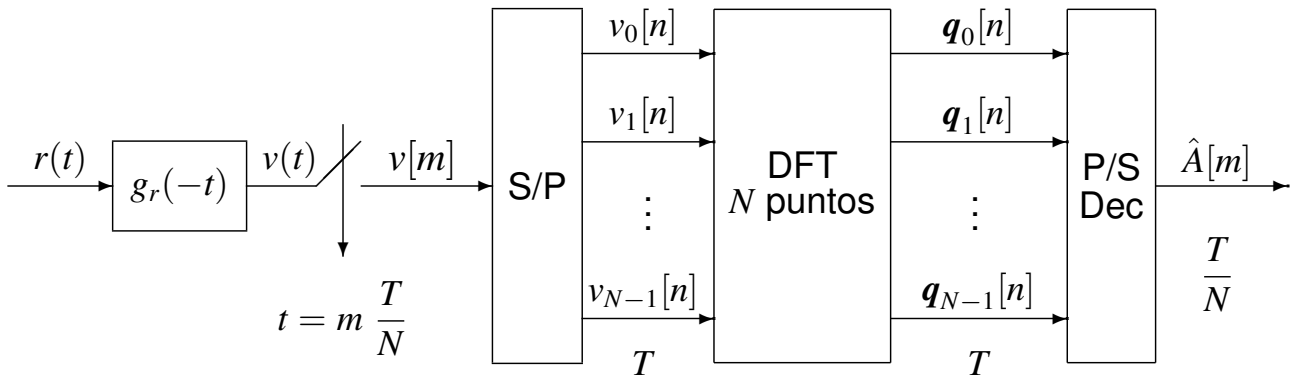 r(t)
g_r(−t)
v(t)
t = m T/N
v[m]
S/P
v_0[n]
v_1[n]
⋮
v_{N−1}[n]
T
DFT
N puntos
q_0[n]
q_1[n]
⋮
q_{N−1}[n]
T
P/S
Dec
Â[m]
T/N